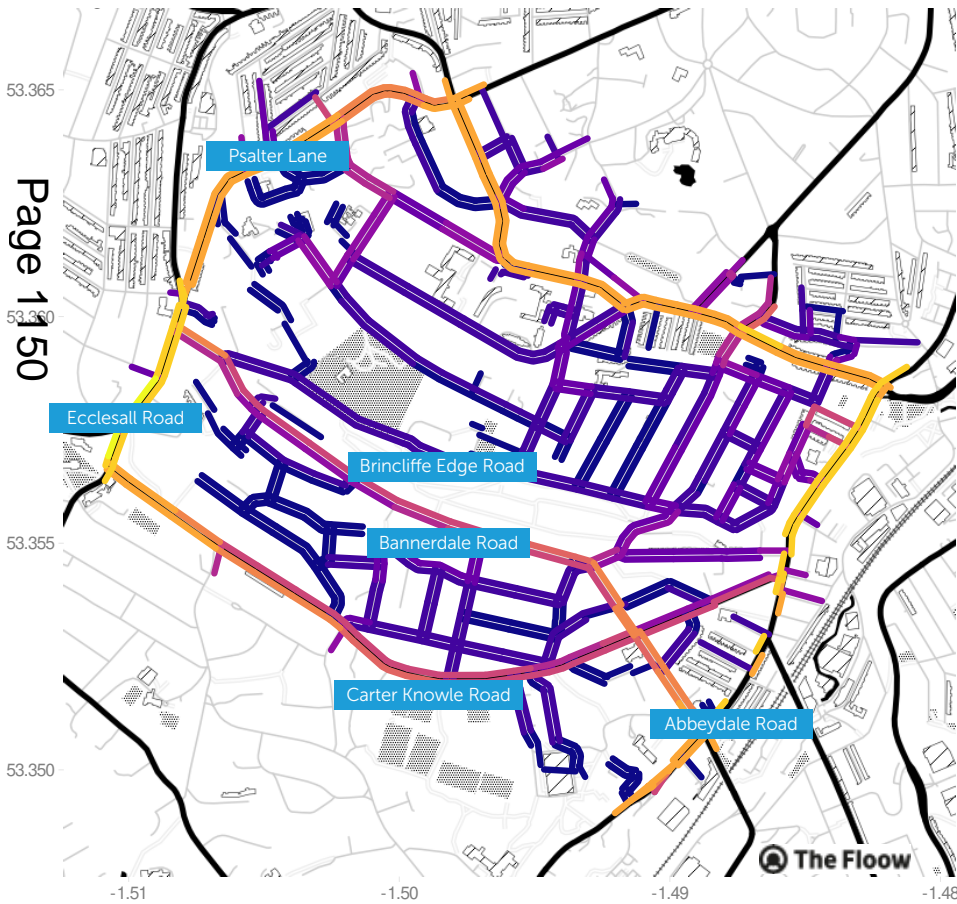 53.365
Psalter Lane
Page 1150
53.360
Ecclesall Road
Brincliffe Edge Road
53.355
Bannerdale Road
Carter Knowle Road
Abbeydale Road
53.350
The Floow
-1.51
-1.50
-1.49
-1.48